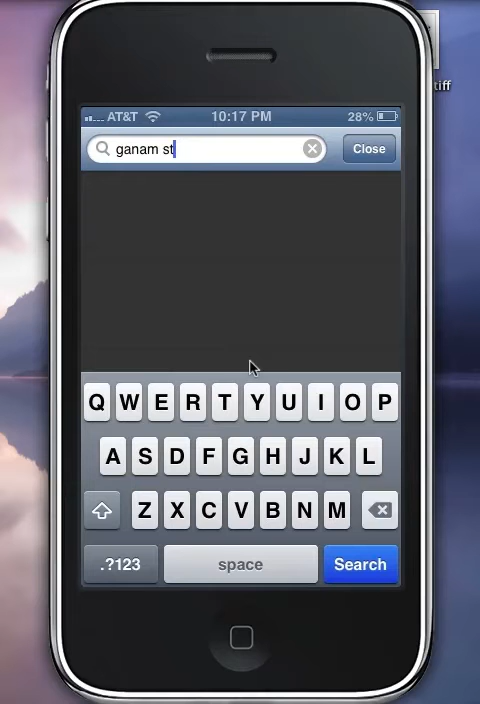 tiff
AT&T 10:17 PM 28%
ganam st Close
Q W E R T Y U I O P
A S D F G H J K L
Z X C V B N M
.?123 space Search